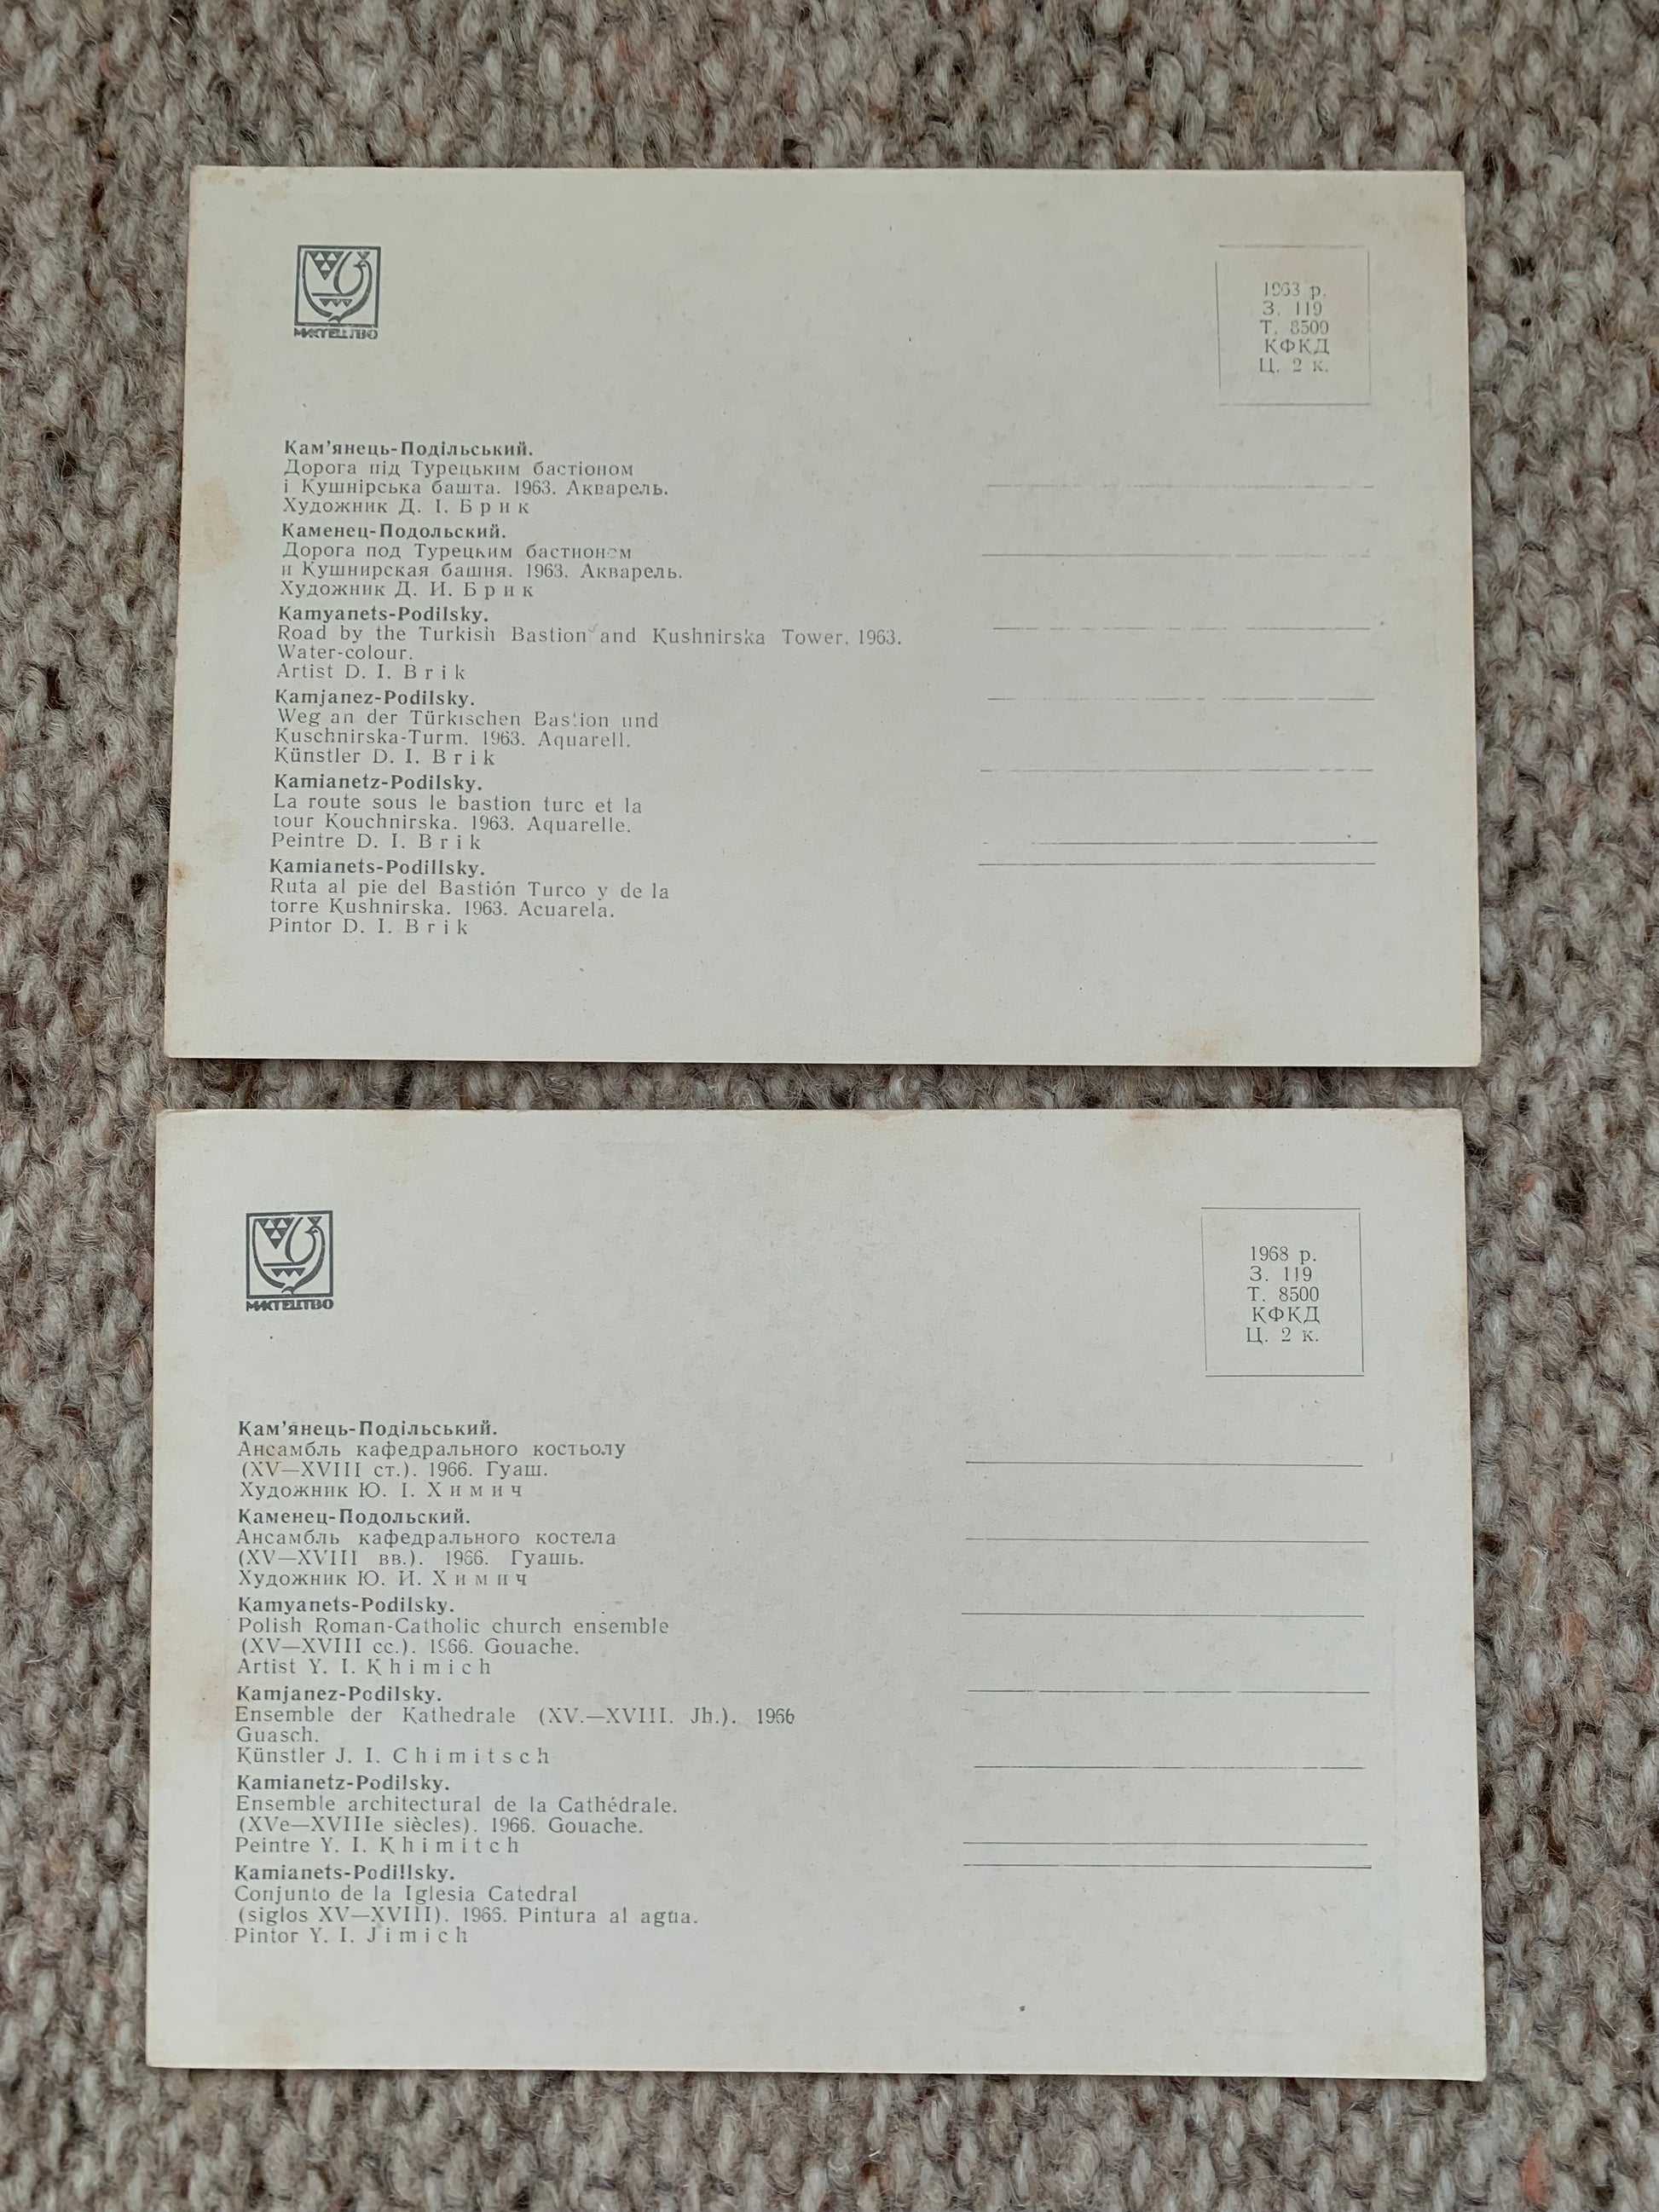 МИСТЕЦТВО
1963 р.
З. 119
Т. 8500
КФКД
Ц. 2 к.
Кам'янець-Подільський.
Дорога під Турецьким бастіоном
і Кушнірська башта. 1963. Акварель.
Художник Д. І. Брик
Каменец-Подольский.
Дорога под Турецким бастионом
и Кушнирская башня. 1963. Акварель.
Художник Д. И. Брик
Kamyanets-Podilsky.
Road by the Turkish Bastion and Kushnirska Tower. 1963.
Water-colour.
Artist D. I. Brik
Kamjanez-Podilsky.
Weg an der Türkischen Bastion und
Kuschnirska-Turm. 1963. Aquarell.
Künstler D. I. Brik
Kamianetz-Podilsky.
La route sous le bastion turc et la
tour Kouchnirska. 1963. Aquarelle.
Peintre D. I. Brik
Kamianets-Podillsky.
Ruta al pie del Bastión Turco y de la
torre Kushnirska. 1963. Acuarela.
Pintor D. I. Brik
МИСТЕЦТВО
1968 р.
З. 119
Т. 8500
КФКД
Ц. 2 к.
Кам'янець-Подільський.
Ансамбль кафедрального костьолу
(XV—XVIII ст.). 1966. Гуаш.
Художник Ю. І. Химич
Каменец-Подольский.
Ансамбль кафедрального костела
(XV—XVIII вв.). 1966. Гуашь.
Художник Ю. И. Химич
Kamyanets-Podilsky.
Polish Roman-Catholic church ensemble
(XV—XVIII cc.). 1966. Gouache.
Artist Y. I. Khimich
Kamjanez-Podilsky.
Ensemble der Kathedrale (XV.—XVIII. Jh.). 1966
Guasch.
Künstler J. I. Chimitsch
Kamianetz-Podilsky.
Ensemble architectural de la Cathédrale.
(XVe—XVIIIe siècles). 1966. Gouache.
Peintre Y. I. Khimitch
Kamianets-Podillsky.
Conjunto de la Iglesia Catedral
(siglos XV—XVIII). 1966. Pintura al agua.
Pintor Y. I. Jimich